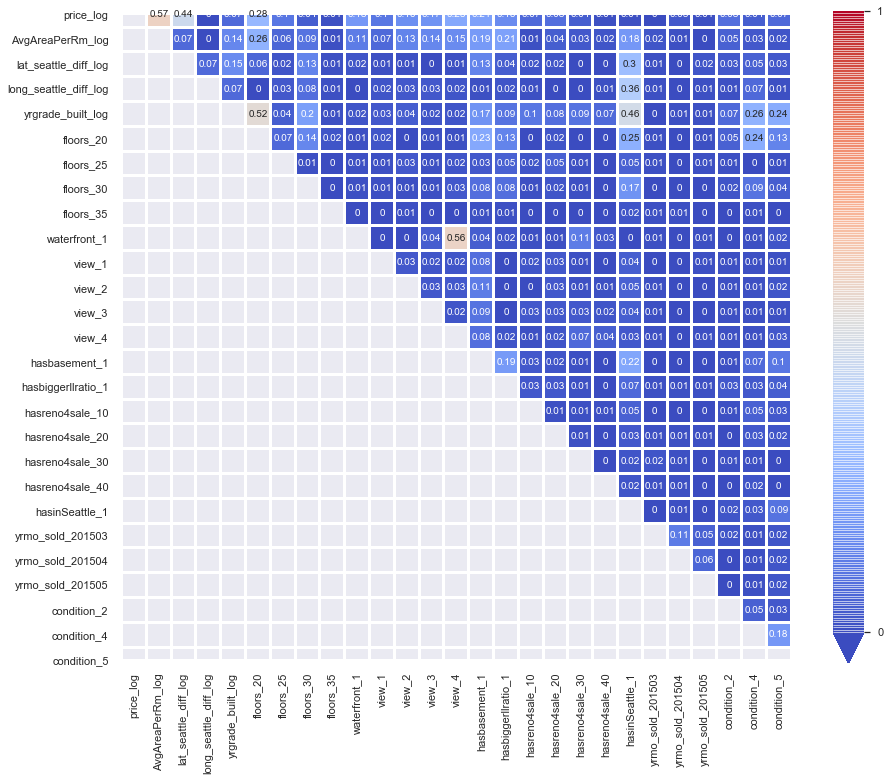 price_log 0.57 0.44 0.28
AvgAreaPerRm_log 0.07 0 0.14 0.26 0.06 0.09 0.01 0.11 0.07 0.13 0.14 0.15 0.19 0.21 0.01 0.04 0.03 0.02 0.18 0.02 0.01 0 0.05 0.03 0.02
lat_seattle_diff_log 0.07 0.15 0.06 0.02 0.13 0.01 0.02 0.01 0.01 0 0.01 0.13 0.04 0.02 0.02 0 0 0.3 0.01 0 0.02 0.03 0.05 0.03
long_seattle_diff_log 0.07 0 0.03 0.08 0.01 0 0.02 0.03 0.03 0.02 0.02 0.02 0.01 0.01 0.01 0 0.36 0.01 0 0 0.01 0.07 0.01
yrgrade_built_log 0.52 0.04 0.2 0.01 0.02 0.03 0.04 0.02 0.02 0.17 0.09 0.1 0.08 0.09 0.07 0.46 0 0.01 0.01 0.07 0.26 0.24
floors_20 0.07 0.14 0.02 0.01 0.02 0 0.01 0.01 0.23 0.13 0 0.02 0 0.01 0.25 0.01 0 0.01 0.05 0.24 0.13
floors_25 0.01 0 0.01 0.01 0.03 0.01 0.02 0.03 0.05 0.02 0.05 0.01 0 0.05 0.01 0 0.01 0.01 0 0.01
floors_30 0 0.01 0.01 0.01 0.01 0.03 0.08 0.08 0.01 0.02 0.01 0 0.17 0.01 0 0 0.02 0.09 0.04
floors_35 0 0 0.01 0 0 0.01 0.01 0 0 0 0 0.02 0.01 0.01 0 0 0.01 0
waterfront_1 0 0 0.04 0.56 0.04 0.02 0.01 0.01 0.11 0.03 0 0.01 0 0.01 0 0.01 0.02
view_1 0.03 0.02 0.02 0.08 0 0.02 0.03 0.01 0 0.04 0 0.01 0 0 0.01 0.01
view_2 0.03 0.03 0.11 0 0 0.03 0.01 0.01 0.05 0.01 0 0.01 0 0.01 0.02
view_3 0.02 0.09 0 0.03 0.03 0.03 0.02 0.04 0.01 0 0.01 0 0.01 0.01
view_4 0.08 0.02 0.01 0.02 0.07 0.04 0.03 0.01 0 0.01 0.01 0.01 0.03
hasbasement_1 0.19 0.03 0.02 0.01 0 0.22 0 0 0 0.04 0.07 0.1
hasbiggerllratio_1 0.03 0.03 0.01 0 0.07 0.01 0.01 0.01 0.03 0.03 0.04
hasreno4sale_10 0.01 0.01 0.01 0.05 0 0 0 0.01 0.05 0.03
hasreno4sale_20 0.01 0 0.03 0.01 0.01 0.01 0 0.03 0.02
hasreno4sale_30 0 0.02 0.02 0.01 0 0.01 0.01 0
hasreno4sale_40 0.02 0.01 0.01 0 0 0.02 0
hasinSeattle_1 0 0.01 0 0.02 0.03 0.09
yrmo_sold_201503 0.11 0.05 0.02 0.01 0.02
yrmo_sold_201504 0.06 0 0.01 0.02
yrmo_sold_201505 0 0.01 0.02
condition_2 0.05 0.03
condition_4 0.18
condition_5
price_log
AvgAreaPerRm_log
lat_seattle_diff_log
long_seattle_diff_log
yrgrade_built_log
floors_20
floors_25
floors_30
floors_35
waterfront_1
view_1
view_2
view_3
view_4
hasbasement_1
hasbiggerllratio_1
hasreno4sale_10
hasreno4sale_20
hasreno4sale_30
hasreno4sale_40
hasinSeattle_1
yrmo_sold_201503
yrmo_sold_201504
yrmo_sold_201505
condition_2
condition_4
condition_5
1
0